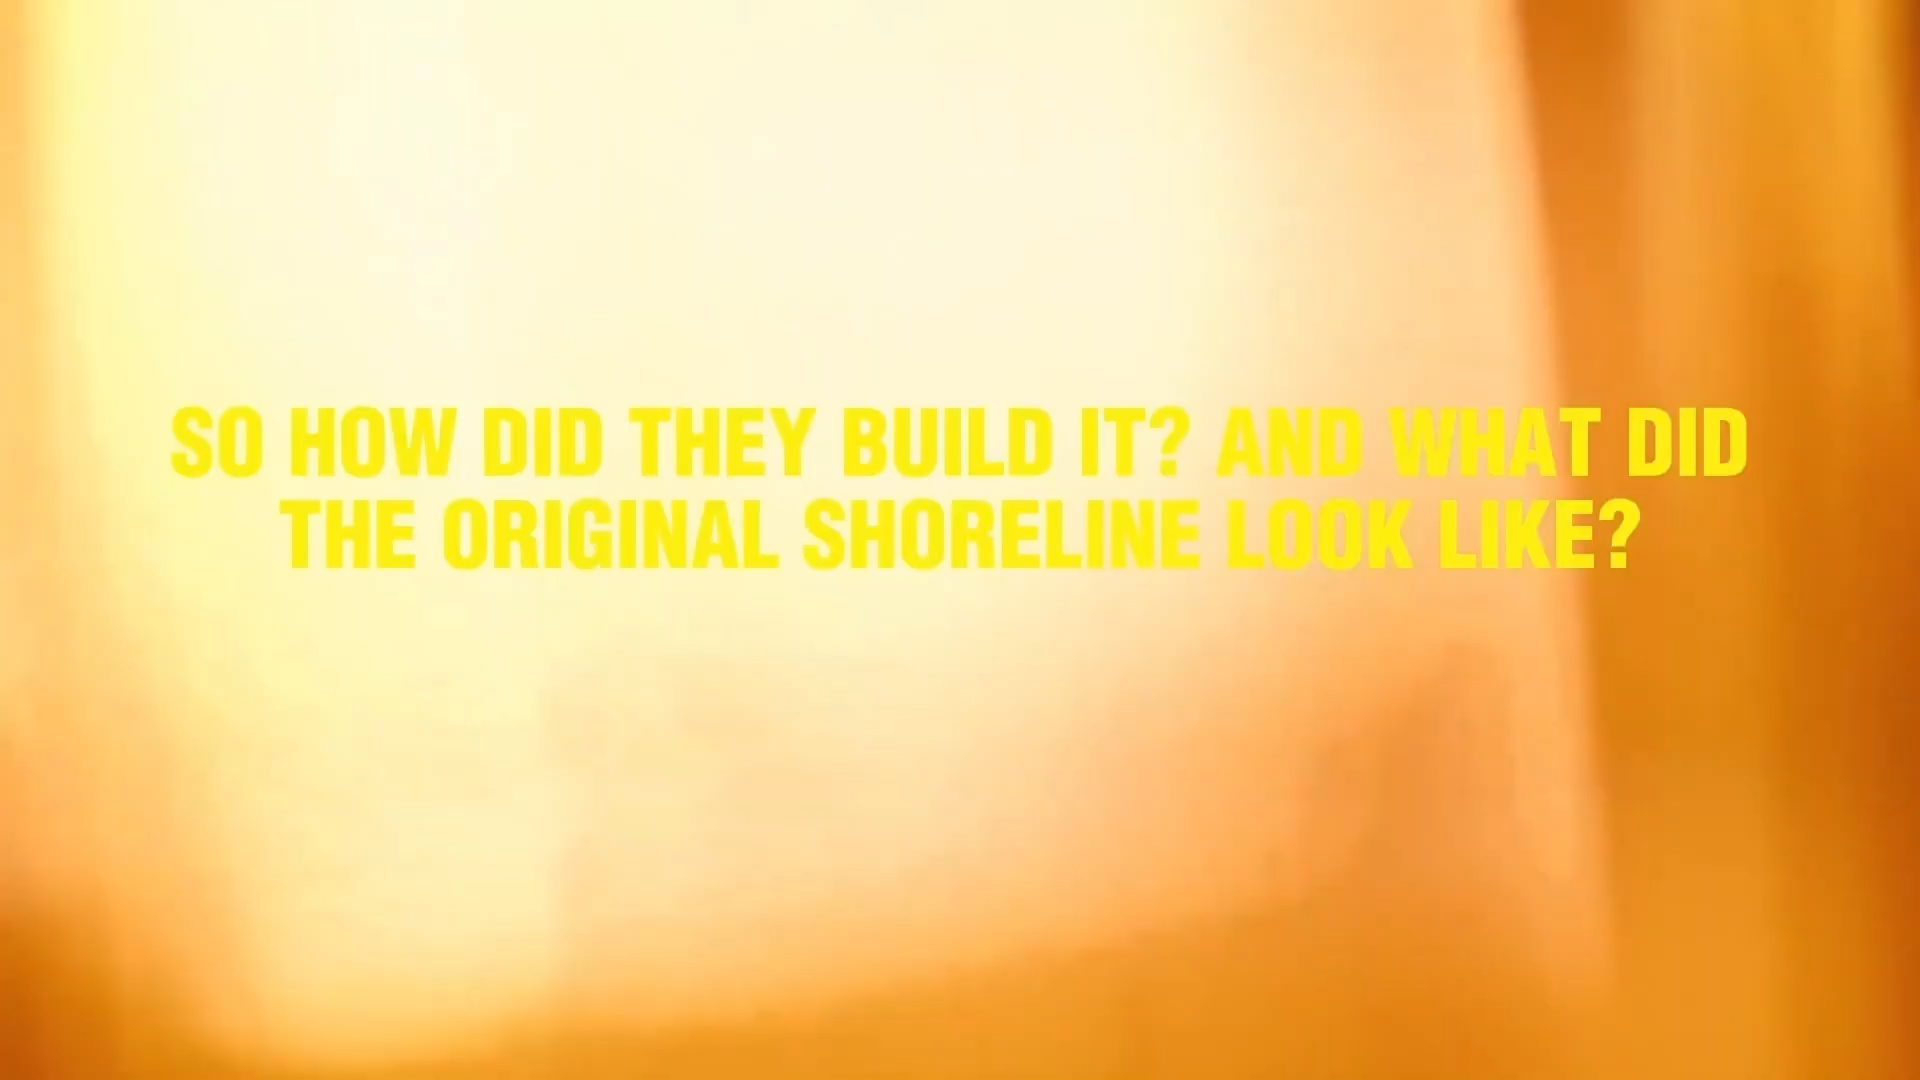 SO HOW DID THEY BUILD IT? AND WHAT DID
THE ORIGINAL SHORELINE LOOK LIKE?